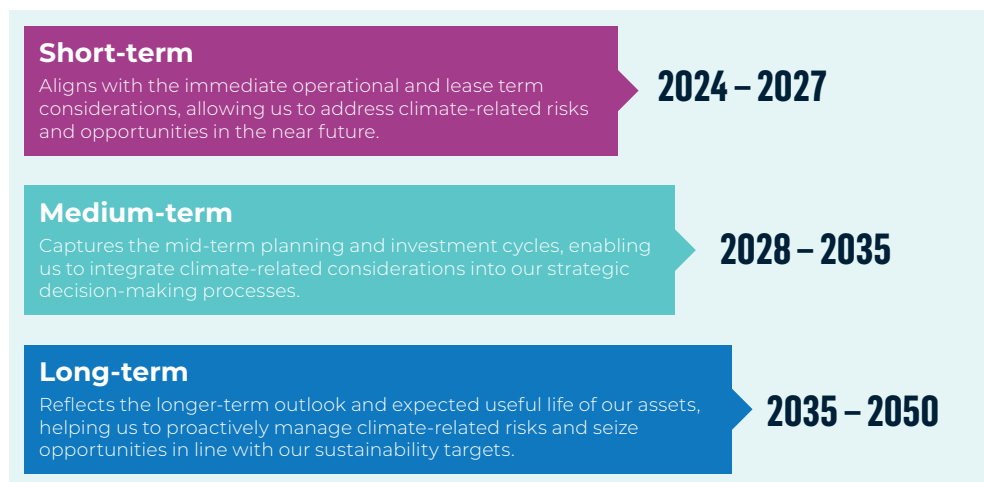 Short-term
Aligns with the immediate operational and lease term
considerations, allowing us to address climate-related risks
and opportunities in the near future.
2024 – 2027
Medium-term
Captures the mid-term planning and investment cycles, enabling
us to integrate climate-related considerations into our strategic
decision-making processes.
2028 – 2035
Long-term
Reflects the longer-term outlook and expected useful life of our assets,
helping us to proactively manage climate-related risks and seize
opportunities in line with our sustainability targets.
2035 – 2050